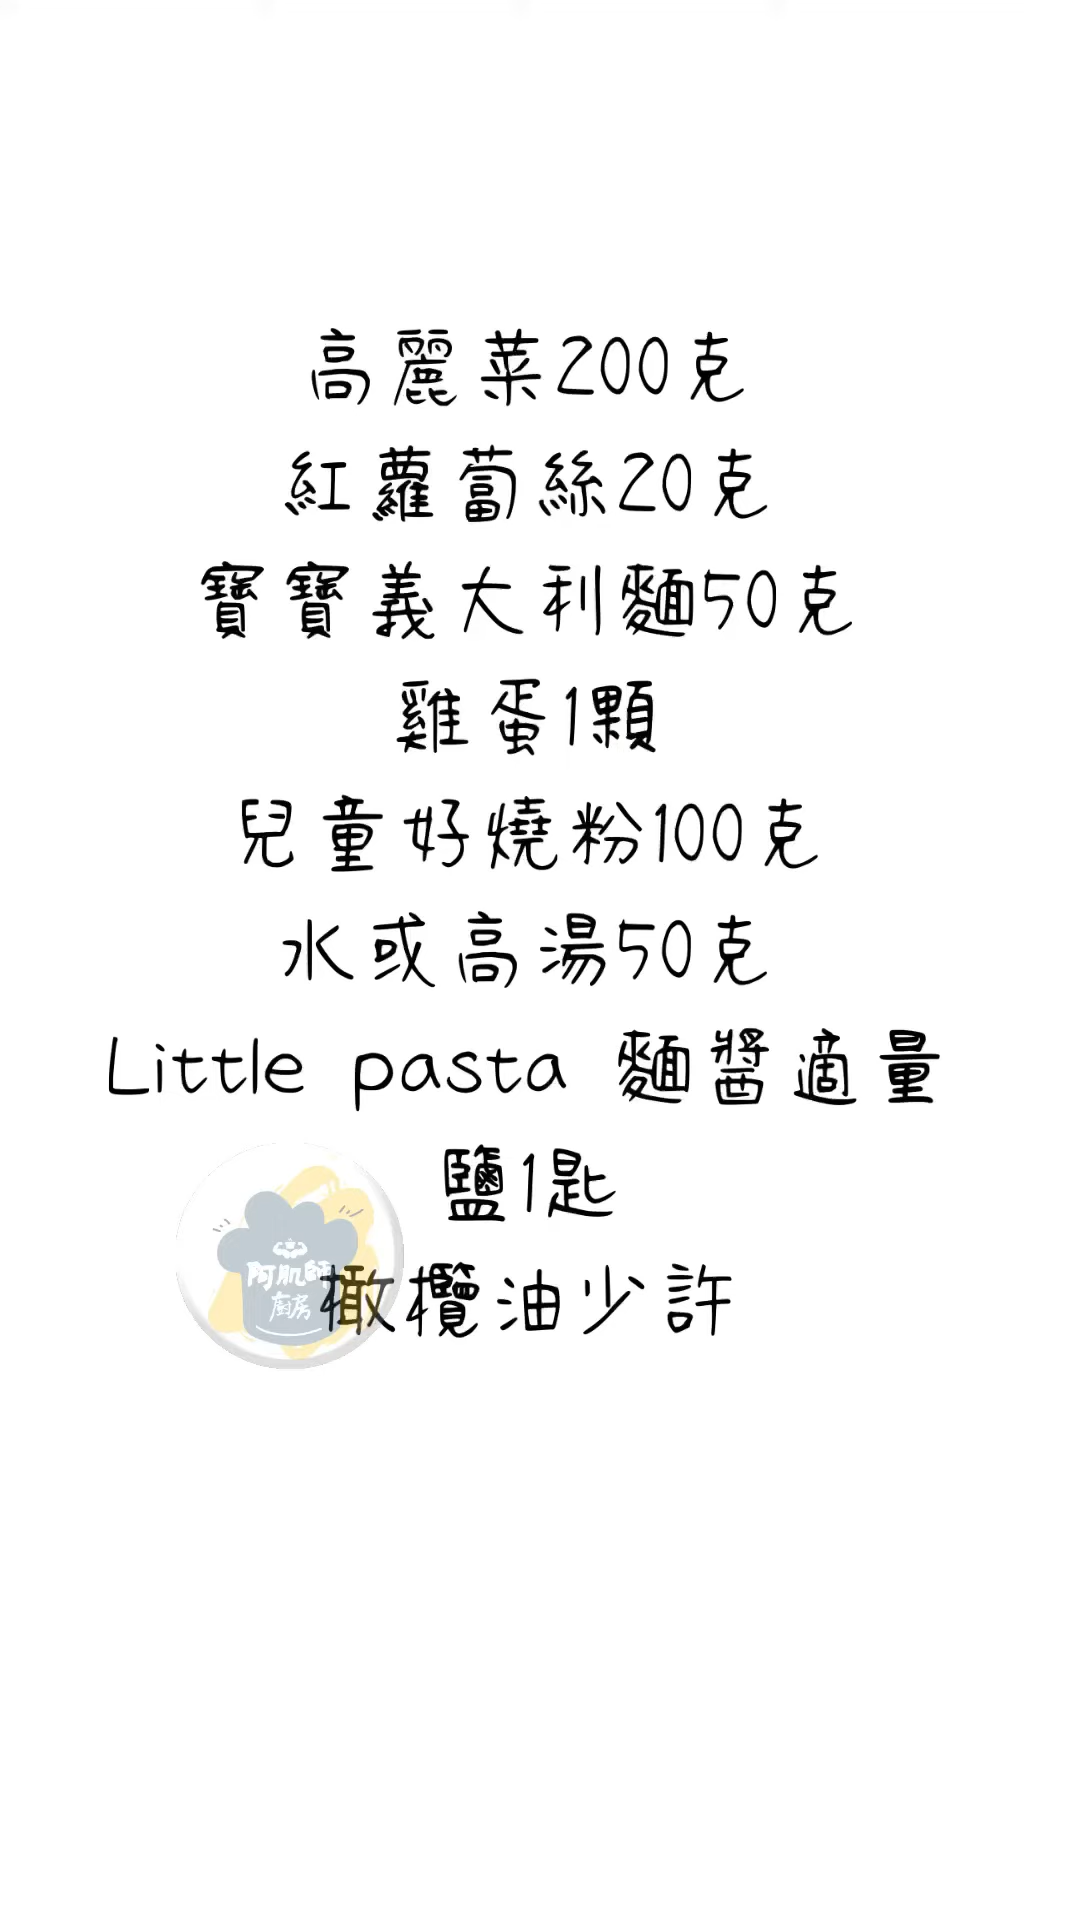 高麗菜200克
紅蘿蔔絲20克
寶寶義大利麵50克
雞蛋1顆
兒童好燒粉100克
水或高湯50克
Little pasta 麵醬適量
鹽1匙
阿肌師
廚房
橄欖油少許